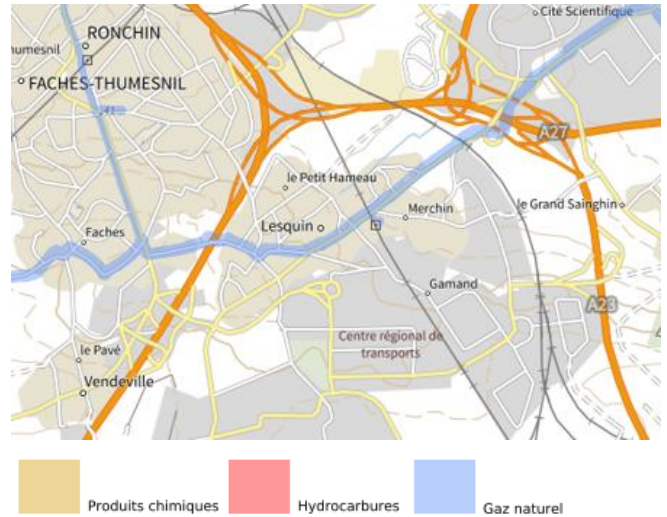 Cité Scientifique
RONCHIN
humesnil
FACHES-THUMESNIL
A27
le Petit Hameau
Merchin
le Grand Sainghin
Lesquin
Faches
Gamand
A23
Centre régional de
transports
le Pavé
Vendeville
Produits chimiques
Hydrocarbures
Gaz naturel